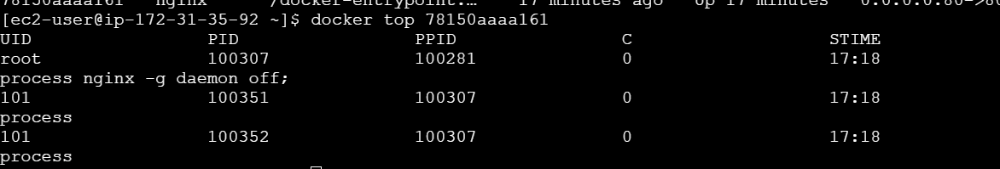 78150aaaa161 nginx "/docker-entrypoint.… 17 minutes ago Up 17 minutes 0.0.0.0:80->80
[ec2-user@ip-172-31-35-92 ~]$ docker top 78150aaaa161
UID PID PPID C STIME
root 100307 100281 0 17:18
process nginx -g daemon off;
101 100351 100307 0 17:18
process
101 100352 100307 0 17:18
process